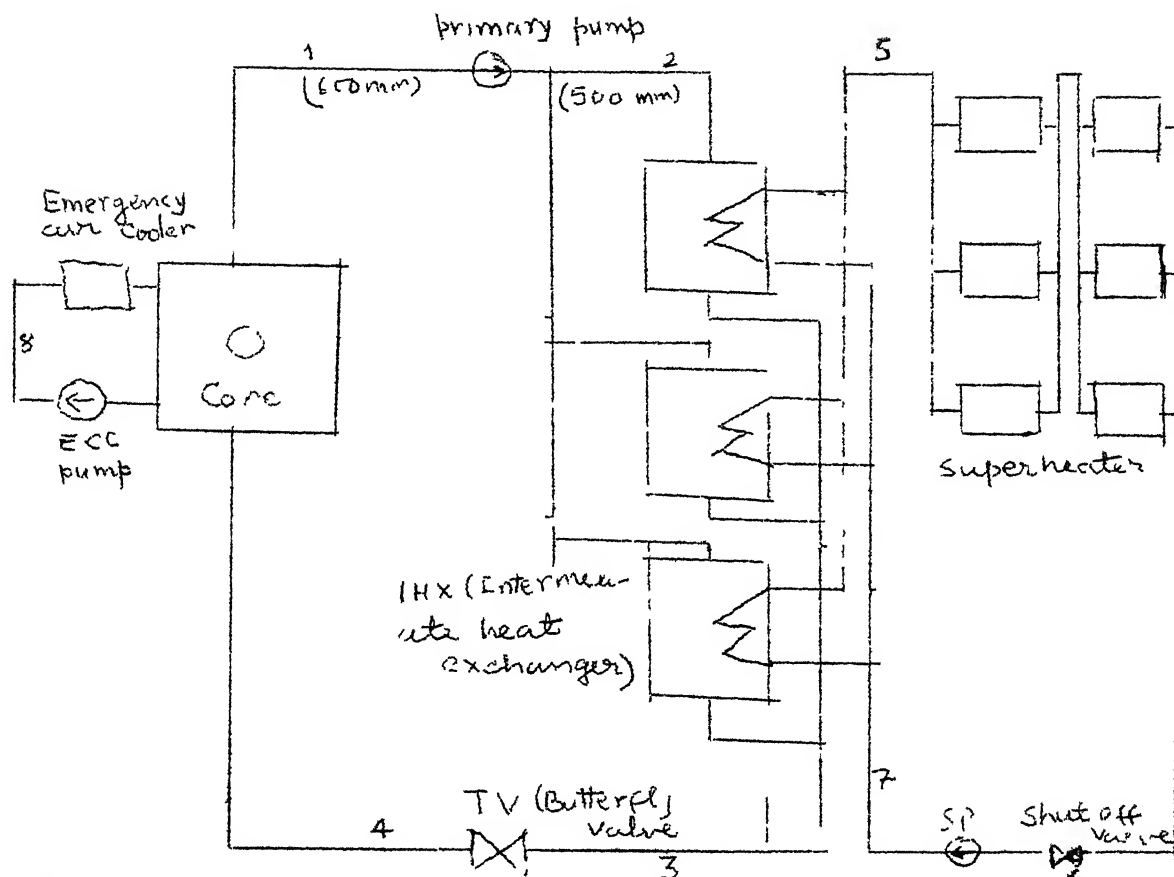 primary pump
1
(600mm)
2
(500 mm)
5
Emergency
air cooler
8
Core
ECC
pump
superheater
IHX (Interme
ate heat
exchanger)
7
TV (Butterfly
valve
4
3
SP
Shut off
valve